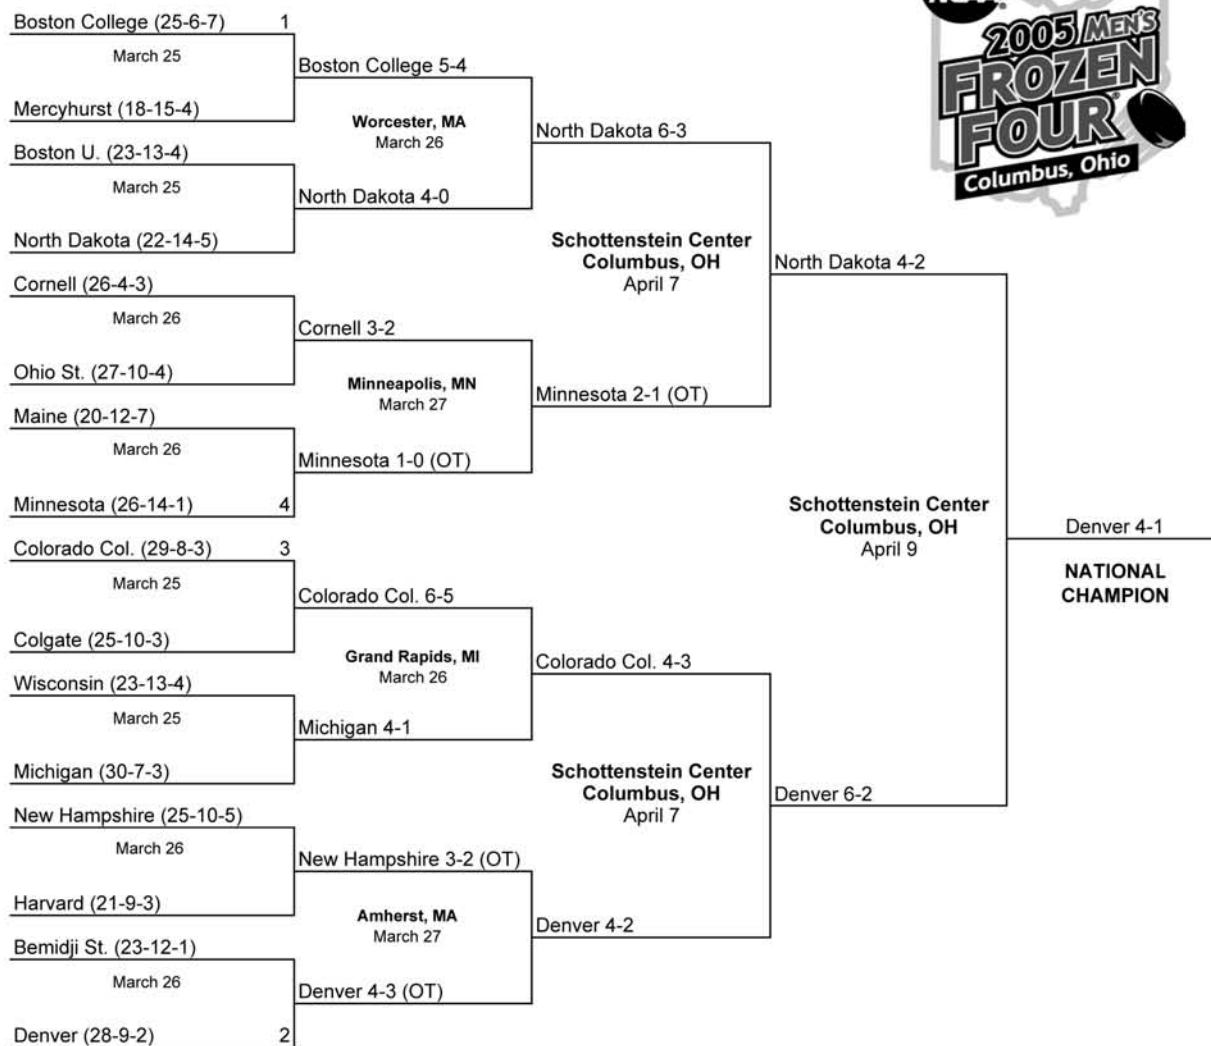 Boston College (25-6-7) 1
March 25
Mercyhurst (18-15-4)
Boston U. (23-13-4)
March 25
North Dakota (22-14-5)
Cornell (26-4-3)
March 26
Ohio St. (27-10-4)
Maine (20-12-7)
March 26
Minnesota (26-14-1) 4
Colorado Col. (29-8-3) 3
March 25
Colgate (25-10-3)
Wisconsin (23-13-4)
March 25
Michigan (30-7-3)
New Hampshire (25-10-5)
March 26
Harvard (21-9-3)
Bemidji St. (23-12-1)
March 26
Denver (28-9-2) 2
Boston College 5-4
Worcester, MA
March 26
North Dakota 4-0
Cornell 3-2
Minneapolis, MN
March 27
Minnesota 1-0 (OT)
Colorado Col. 6-5
Grand Rapids, MI
March 26
Michigan 4-1
New Hampshire 3-2 (OT)
Amherst, MA
March 27
Denver 4-3 (OT)
North Dakota 6-3
Schottenstein Center
Columbus, OH
April 7
Minnesota 2-1 (OT)
Colorado Col. 4-3
Schottenstein Center
Columbus, OH
April 7
Denver 4-2
North Dakota 4-2
Schottenstein Center
Columbus, OH
April 9
Denver 6-2
Denver 4-1
NATIONAL
CHAMPION
2005 MEN'S
FROZEN
FOUR®
Columbus, Ohio